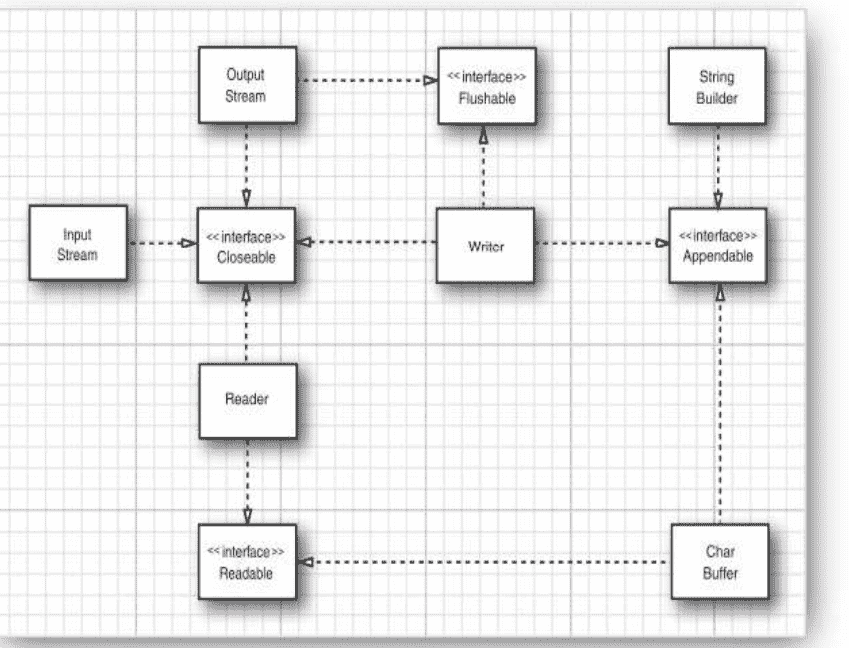 Output
Stream
<<interface>>
Flushable
String
Builder
Input
Stream
<<interface>>
Closeable
Writer
<<interface>>
Appendable
Reader
<<interface>>
Readable
Char
Buffer